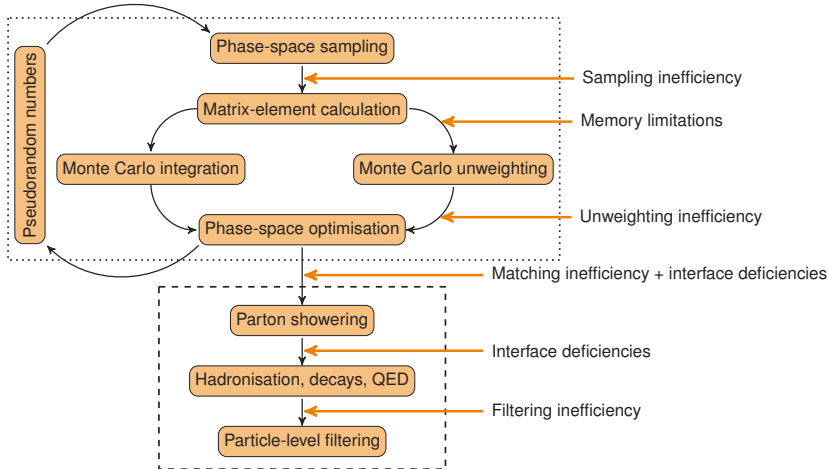 Phase-space sampling
Pseudorandom numbers
Sampling inefficiency
Matrix-element calculation
Memory limitations
Monte Carlo integration
Monte Carlo unweighting
Unweighting inefficiency
Phase-space optimisation
Matching inefficiency + interface deficiencies
Parton showering
Interface deficiencies
Hadronisation, decays, QED
Filtering inefficiency
Particle-level filtering